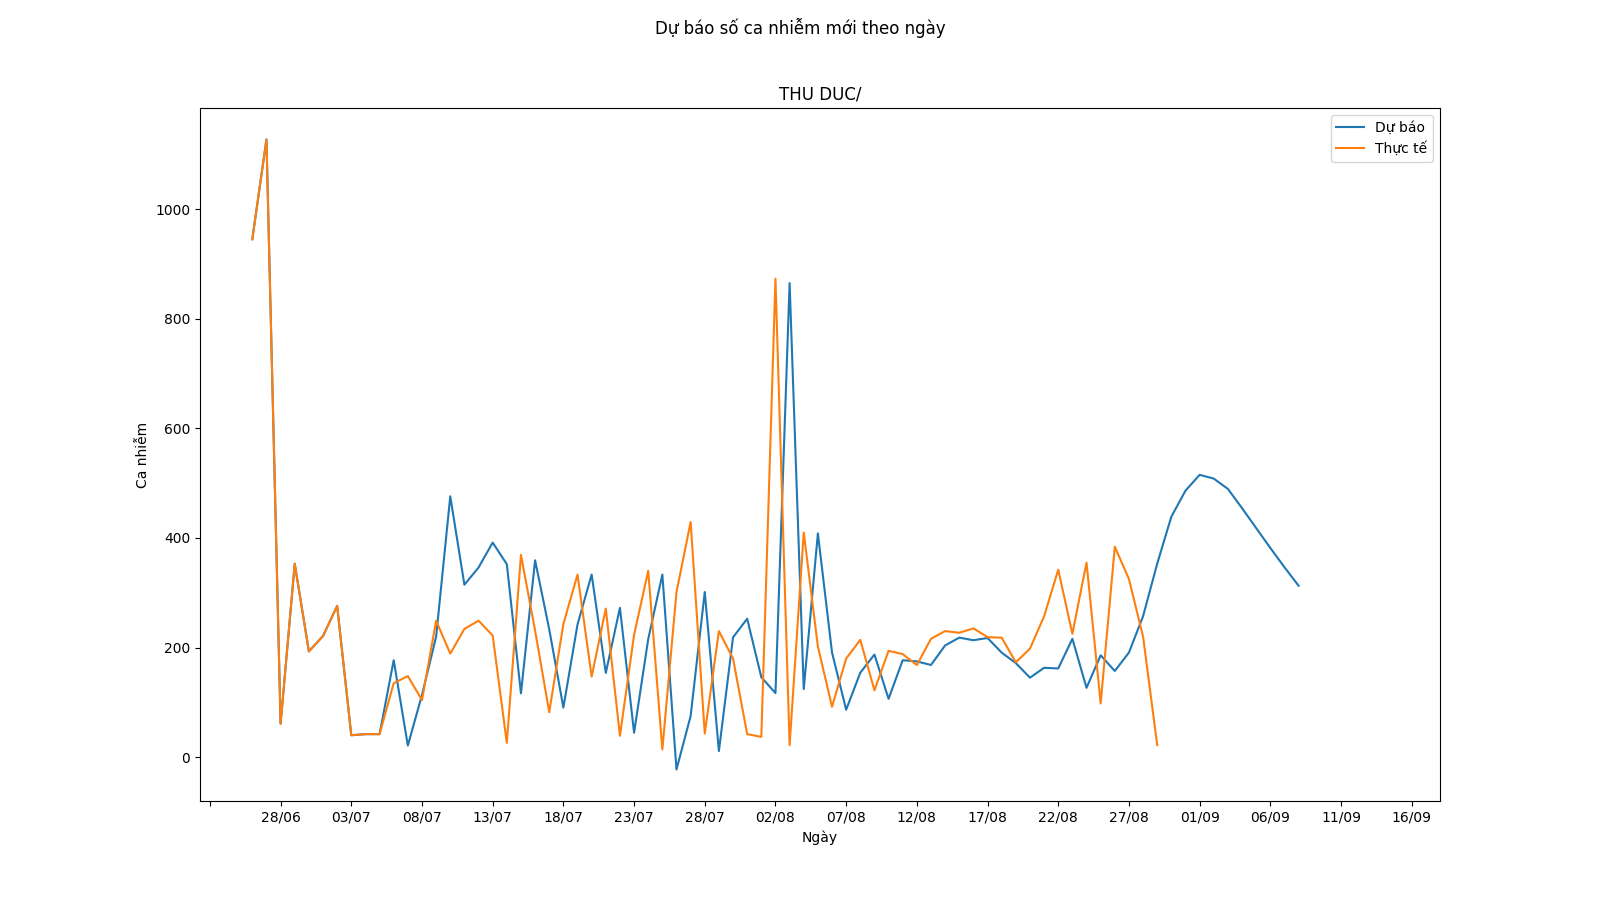 Dự báo số ca nhiễm mới theo ngày
THU DUC/
Dự báo
Thực tế
1000
800
600
400
200
0
Ca nhiễm
28/06 03/07 08/07 13/07 18/07 23/07 28/07 02/08 07/08 12/08 17/08 22/08 27/08 01/09 06/09 11/09 16/09
Ngày